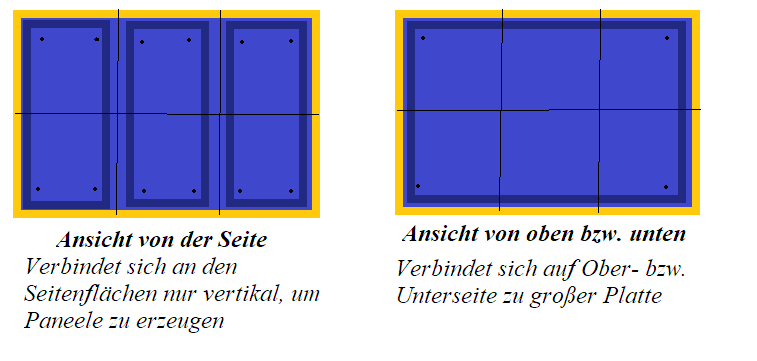 Ansicht von der Seite
Verbindet sich an den
Seitenflächen nur vertikal, um
Paneele zu erzeugen
Ansicht von oben bzw. unten
Verbindet sich auf Ober- bzw.
Unterseite zu großer Platte